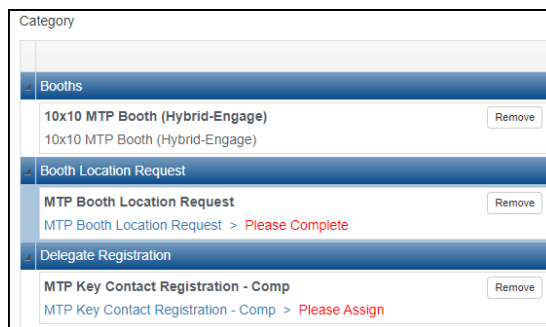 Category
Booths
10x10 MTP Booth (Hybrid-Engage)
Remove
10x10 MTP Booth (Hybrid-Engage)
Booth Location Request
MTP Booth Location Request
Remove
MTP Booth Location Request > Please Complete
Delegate Registration
MTP Key Contact Registration - Comp
Remove
MTP Key Contact Registration - Comp > Please Assign